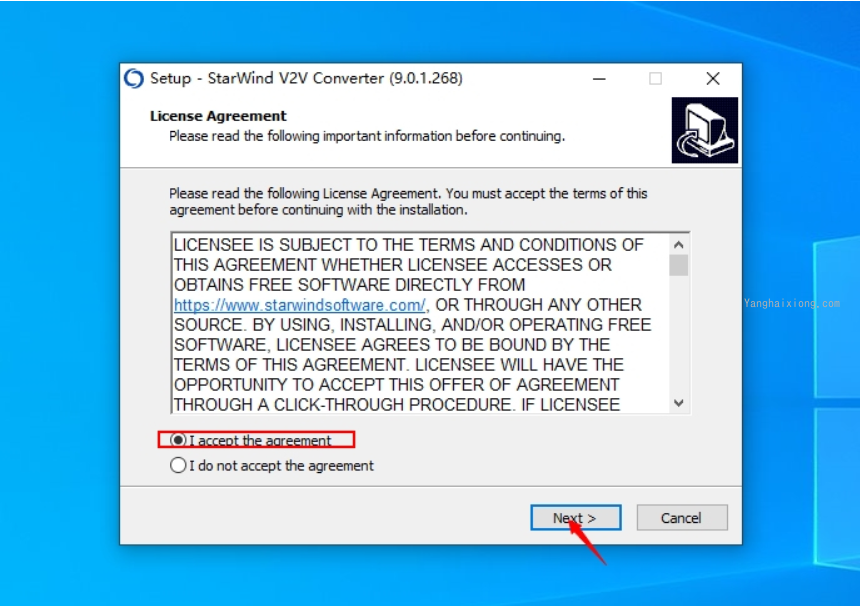 Setup - StarWind V2V Converter (9.0.1.268)
License Agreement
Please read the following important information before continuing.
Please read the following License Agreement. You must accept the terms of this
agreement before continuing with the installation.
LICENSEE IS SUBJECT TO THE TERMS AND CONDITIONS OF
THIS AGREEMENT WHETHER LICENSEE ACCESSES OR
OBTAINS FREE SOFTWARE DIRECTLY FROM
https://www.starwindsoftware.com/, OR THROUGH ANY OTHER
SOURCE. BY USING, INSTALLING, AND/OR OPERATING FREE
SOFTWARE, LICENSEE AGREES TO BE BOUND BY THE
TERMS OF THIS AGREEMENT. LICENSEE WILL HAVE THE
OPPORTUNITY TO ACCEPT THIS OFFER OF AGREEMENT
THROUGH A CLICK-THROUGH PROCEDURE. IF LICENSEE
Yanghaixiong.com
I accept the agreement
I do not accept the agreement
Next >
Cancel